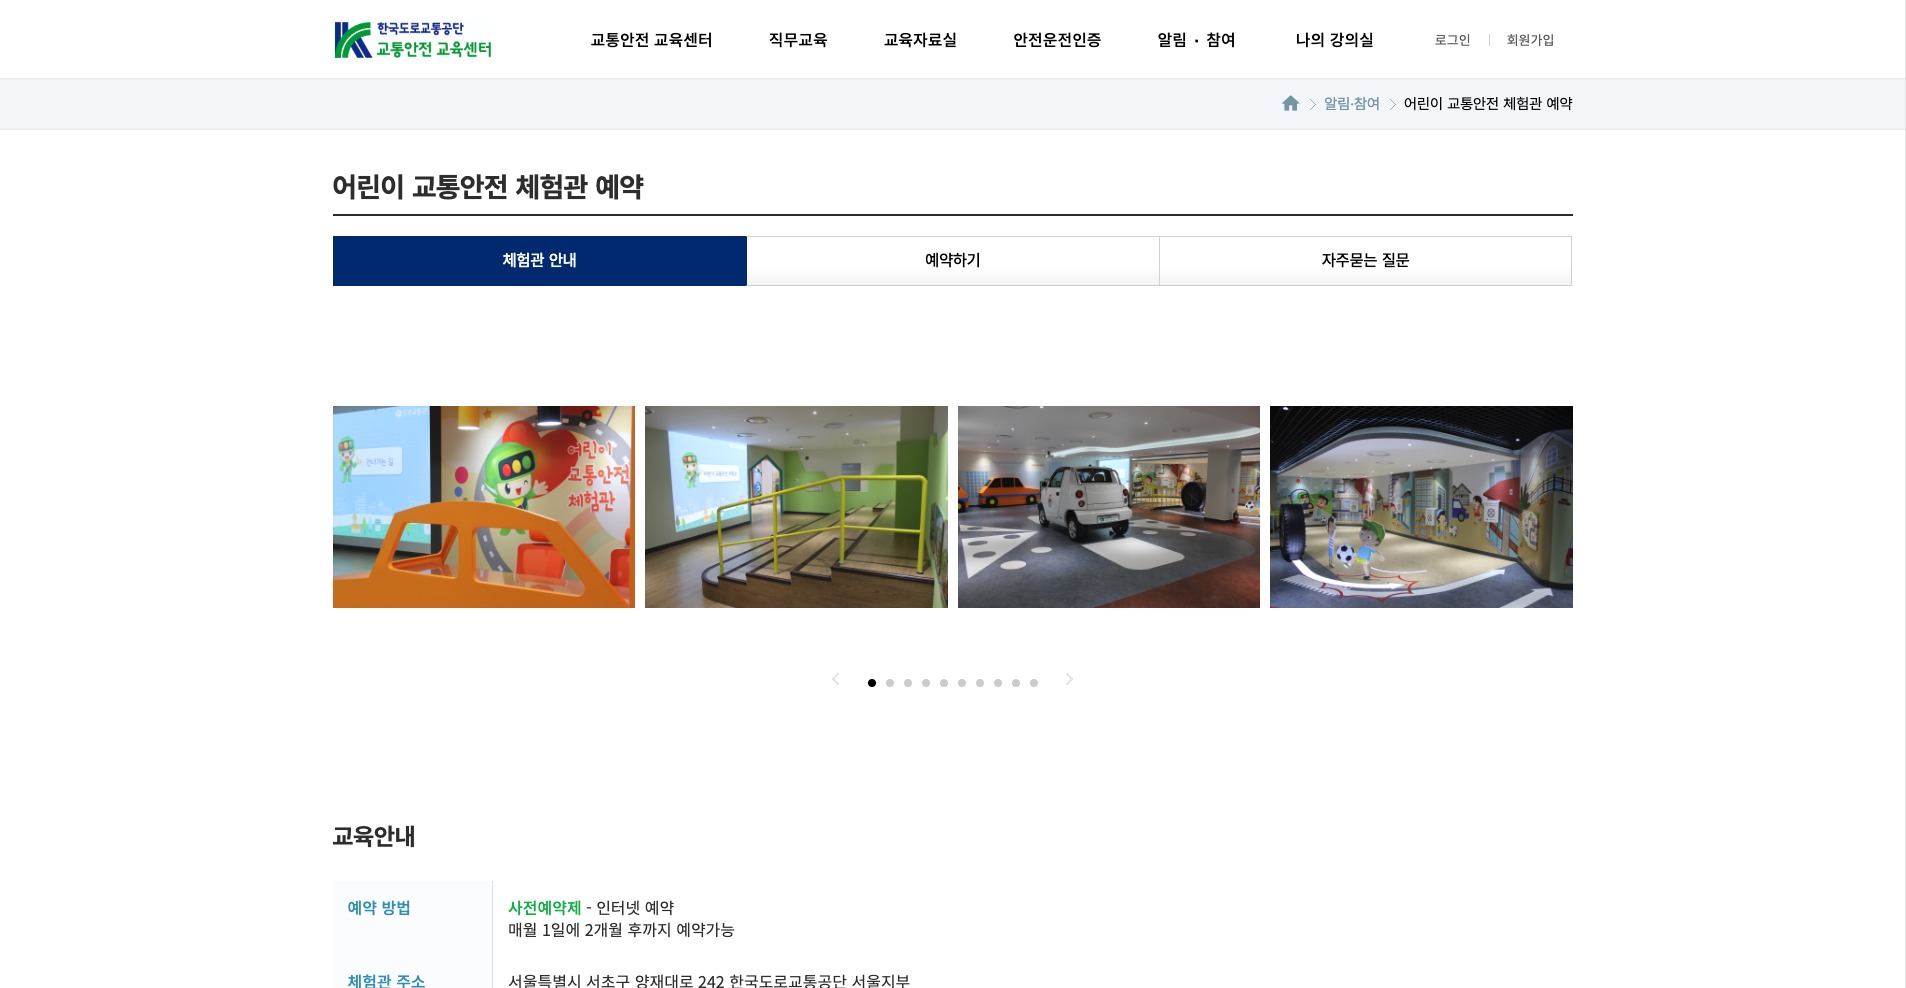 한국도로교통공단
교통안전 교육센터
교통안전 교육센터
직무교육
교육자료실
안전운전인증
알림 · 참여
나의 강의실
로그인
회원가입
알림·참여
어린이 교통안전 체험관 예약
어린이 교통안전 체험관 예약
체험관 안내
예약하기
자주묻는 질문
어린이
교통안전
체험관
교육안내
예약 방법
사전예약제 - 인터넷 예약
매월 1일에 2개월 후까지 예약가능
체험관 주소
서울특별시 서초구 양재대로 242 한국도로교통공단 서울지부